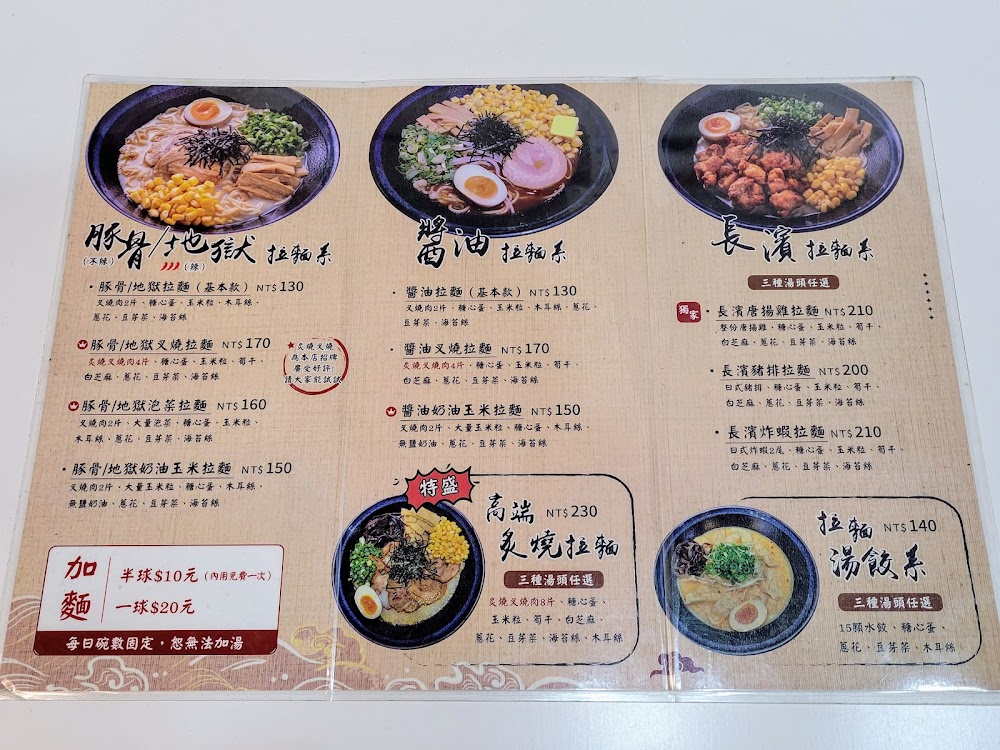 豚骨/地獄 拉麵系
(不辣) (辣)
・豚骨/地獄拉麵(基本款) NT$130
叉燒肉2片、糖心蛋、玉米粒、木耳絲、
蔥花、豆芽菜、海苔絲
豚骨/地獄叉燒拉麵 NT$170
炙燒叉燒肉4片、糖心蛋、玉米粒、筍干、
白芝麻、蔥花、豆芽菜、海苔絲
★炙燒叉燒
為本店招牌
廣受好評!
請大家能試試
豚骨/地獄泡菜拉麵 NT$160
叉燒肉2片、大量泡菜、糖心蛋、玉米粒、
木耳絲、蔥花、豆芽菜、海苔絲
・豚骨/地獄奶油玉米拉麵 NT$150
叉燒肉2片、大量玉米粒、糖心蛋、木耳絲、
無鹽奶油、蔥花、豆芽菜、海苔絲
加麵
半球$10元(內用免費一次)
一球$20元
每日碗數固定,恕無法加湯
醬油 拉麵系
・醬油拉麵(基本款) NT$130
叉燒肉2片、糖心蛋、玉米粒、木耳絲、蔥花、
豆芽菜、海苔絲
・醬油叉燒拉麵 NT$170
炙燒叉燒肉4片、糖心蛋、玉米粒、筍干、
白芝麻、蔥花、豆芽菜、海苔絲
醬油奶油玉米拉麵 NT$150
叉燒肉2片、大量玉米粒、糖心蛋、木耳絲、
無鹽奶油、蔥花、豆芽菜、海苔絲
特盛
高端 NT$230
炙燒拉麵
三種湯頭任選
炙燒叉燒肉8片、糖心蛋、
玉米粒、筍干、白芝麻、
蔥花、豆芽菜、海苔絲、木耳絲
長濱 拉麵系
三種湯頭任選
獨家
・長濱唐揚雞拉麵 NT$210
整份唐揚雞、糖心蛋、玉米粒、筍干、
白芝麻、蔥花、豆芽菜、海苔絲
・長濱豬排拉麵 NT$200
日式豬排、糖心蛋、玉米粒、筍干、
白芝麻、蔥花、豆芽菜、海苔絲
・長濱炸蝦拉麵 NT$210
日式炸蝦2尾、糖心蛋、玉米粒、筍干、
白芝麻、蔥花、豆芽菜、海苔絲
拉麵 NT$140
湯餃系
三種湯頭任選
15顆水餃、糖心蛋、
蔥花、豆芽菜、木耳絲